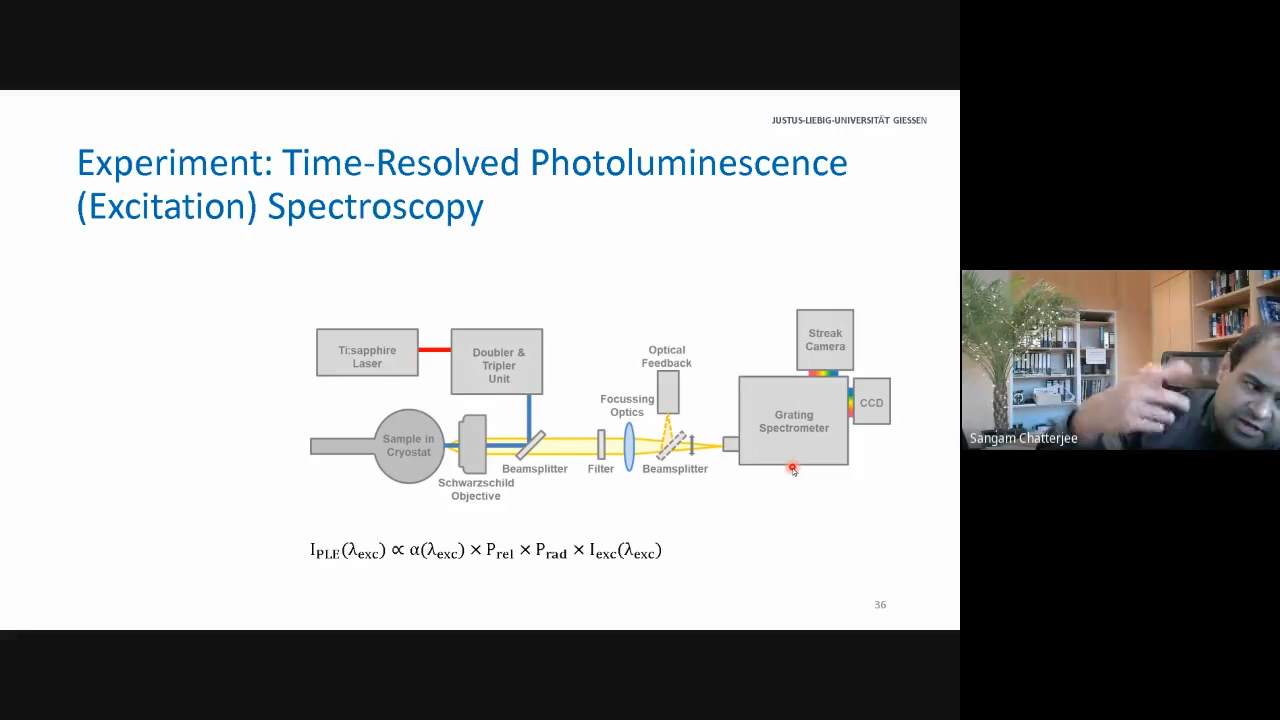 JUSTUS-LIEBIG-UNIVERSITÄT GIESSEN
Experiment: Time-Resolved Photoluminescence
(Excitation) Spectroscopy
Ti:sapphire
Laser
Doubler &
Tripler
Unit
Optical
Feedback
Streak
Camera
CCD
Focussing
Optics
Grating
Spectrometer
Sample in
Cryostat
Schwarzschild
Objective
Beamsplitter
Filter
Beamsplitter
I_PLE(λ_exc) ∝ α(λ_exc) × P_rel × P_rad × I_exc(λ_exc)
36
Sangam Chatterjee